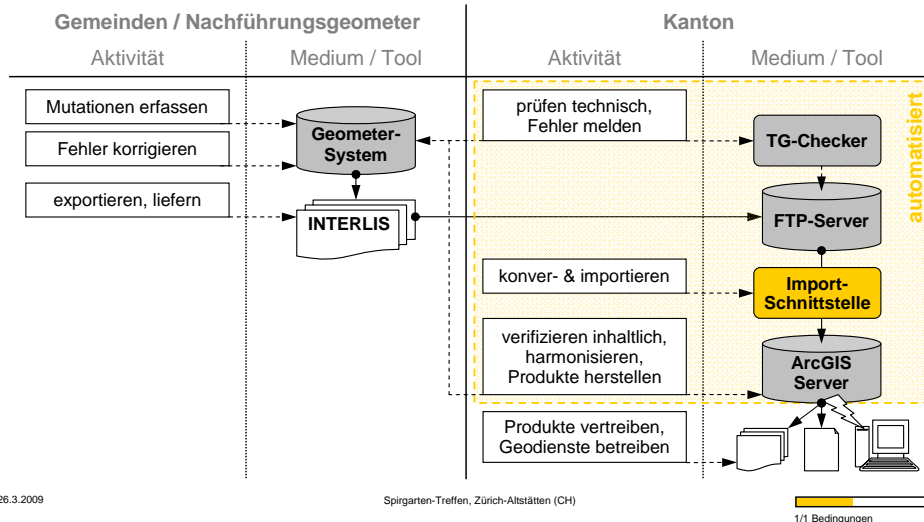 Gemeinden / Nachführungsgeometer
Kanton
Aktivität
Medium / Tool
Aktivität
Medium / Tool
Mutationen erfassen
Fehler korrigieren
exportieren, liefern
Geometer-
System
INTERLIS
prüfen technisch,
Fehler melden
konver- & importieren
verifizieren inhaltlich,
harmonisieren,
Produkte herstellen
Produkte vertreiben,
Geodienste betreiben
TG-Checker
FTP-Server
Import-
Schnittstelle
ArcGIS
Server
automatisiert
26.3.2009
Spirgarten-Treffen, Zürich-Altstätten (CH)
1/1 Bedingungen